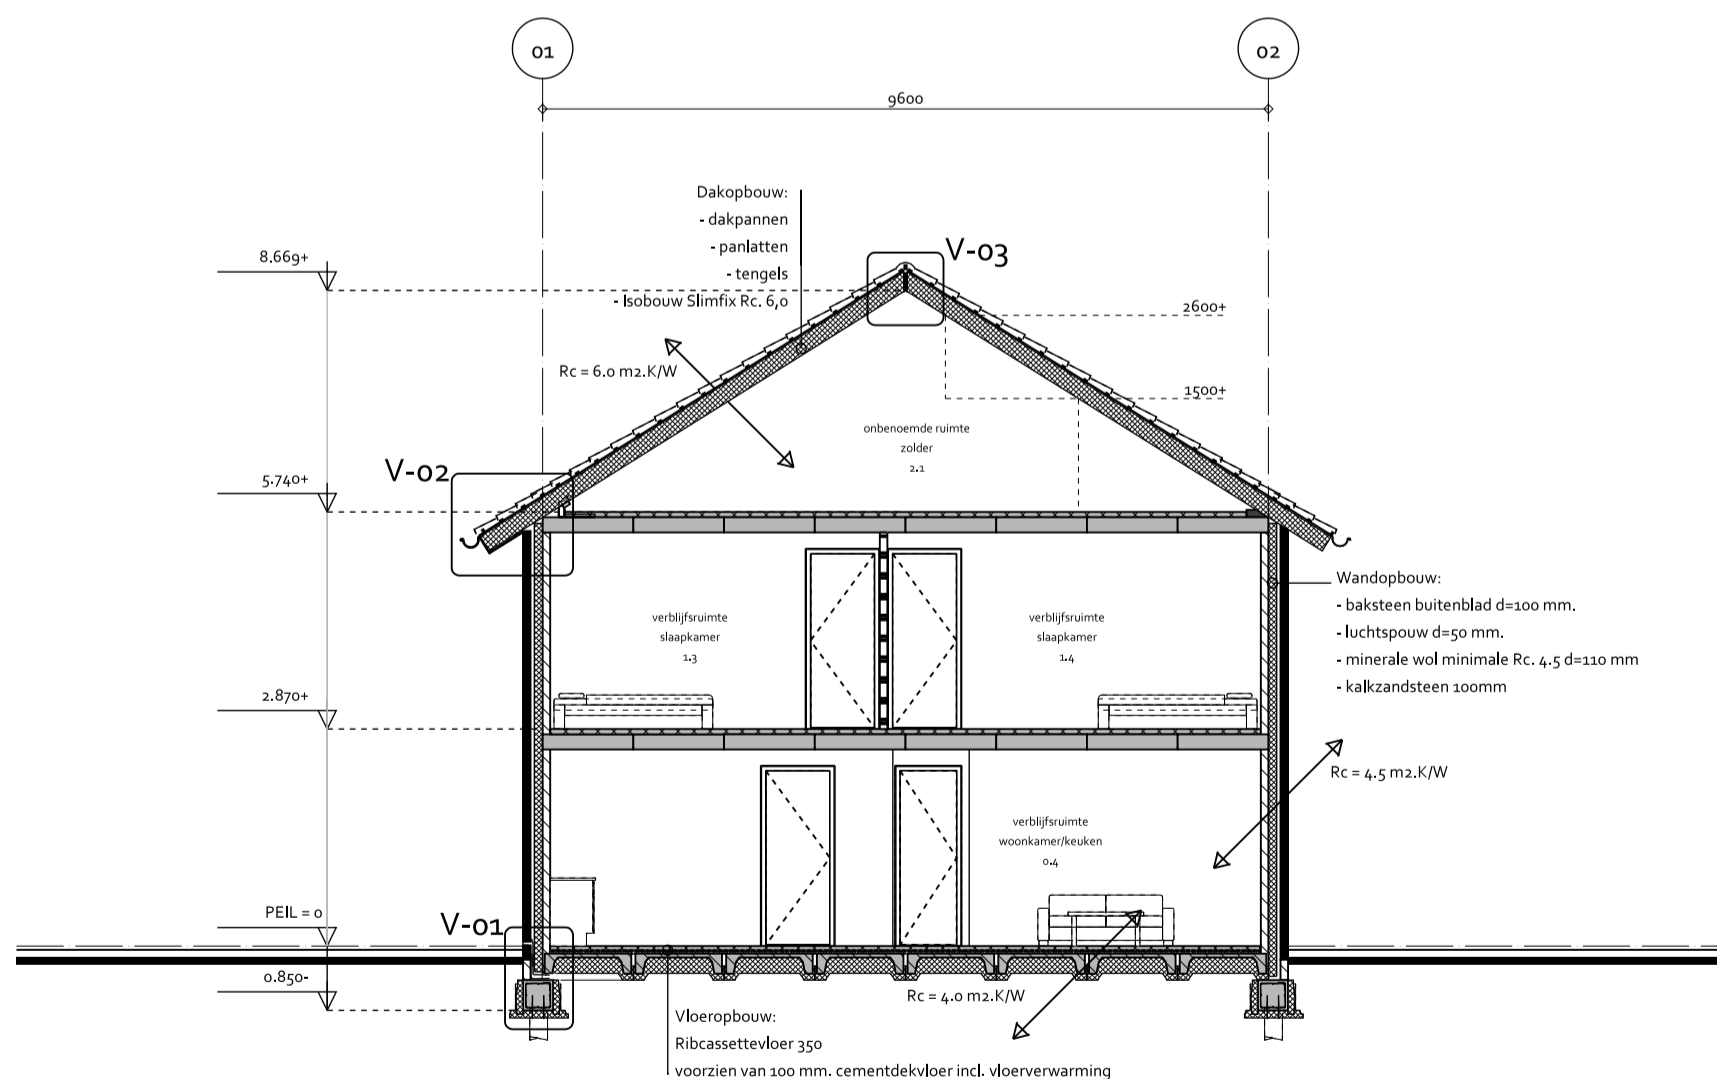 01
02
9600
Dakopbouw:
- dakpannen
- panlatten
- tengels
- Isobouw Slimfix Rc. 6,0
V-03
8.669+
2600+
Rc = 6.0 m2.K/W
1500+
onbenoemde ruimte
zolder
2.1
V-02
5.740+
Wandopbouw:
- baksteen buitenblad d=100 mm.
- luchtspouw d=50 mm.
- minerale wol minimale Rc. 4.5 d=110 mm
- kalkzandsteen 100mm
verblijfsruimte
slaapkamer
1.3
verblijfsruimte
slaapkamer
1.4
2.870+
Rc = 4.5 m2.K/W
verblijfsruimte
woonkamer/keuken
0.4
PEIL = 0
V-01
0.850-
Rc = 4.0 m2.K/W
Vloeropbouw:
Ribcassettevloer 350
voorzien van 100 mm. cementdekvloer incl. vloerverwarming